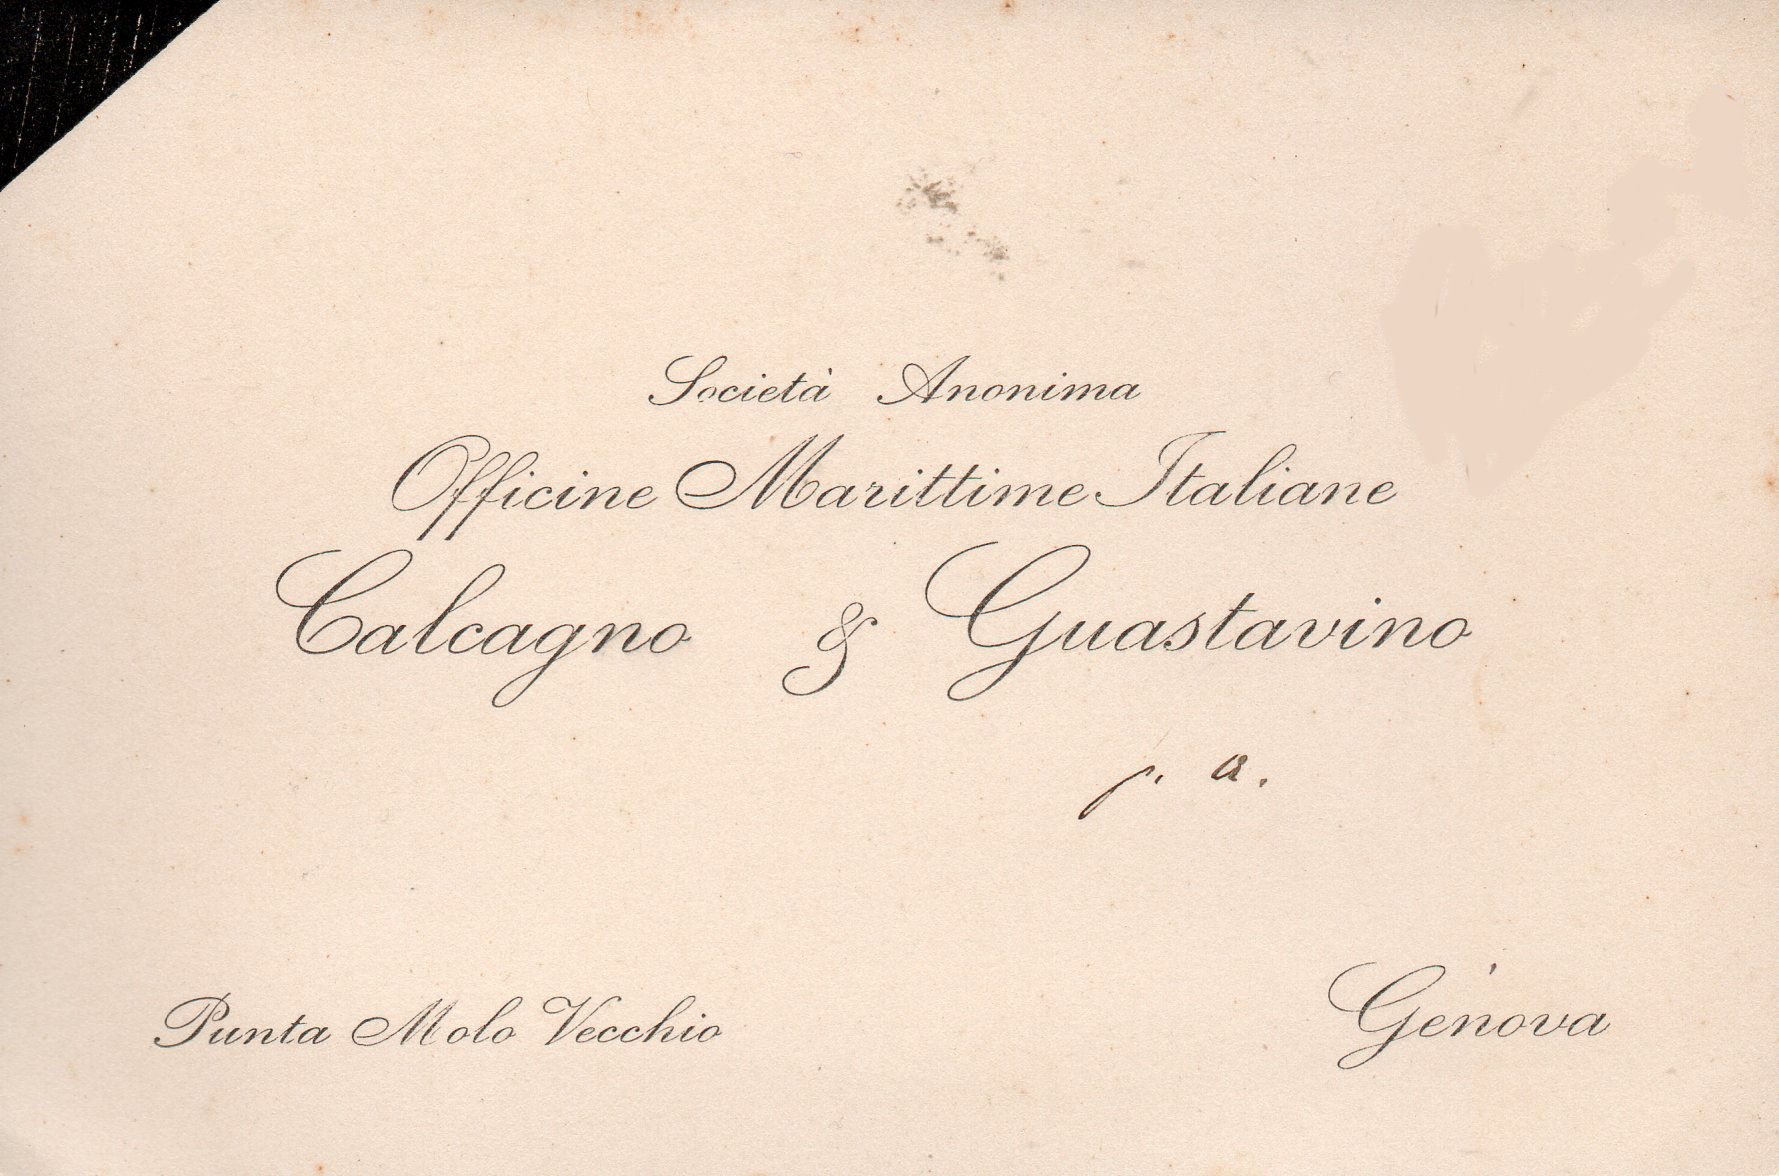 Società Anonima
Officine Marittime Italiane
Calcagno & Guastavino
p. a.
Punta Molo Vecchio
Genova